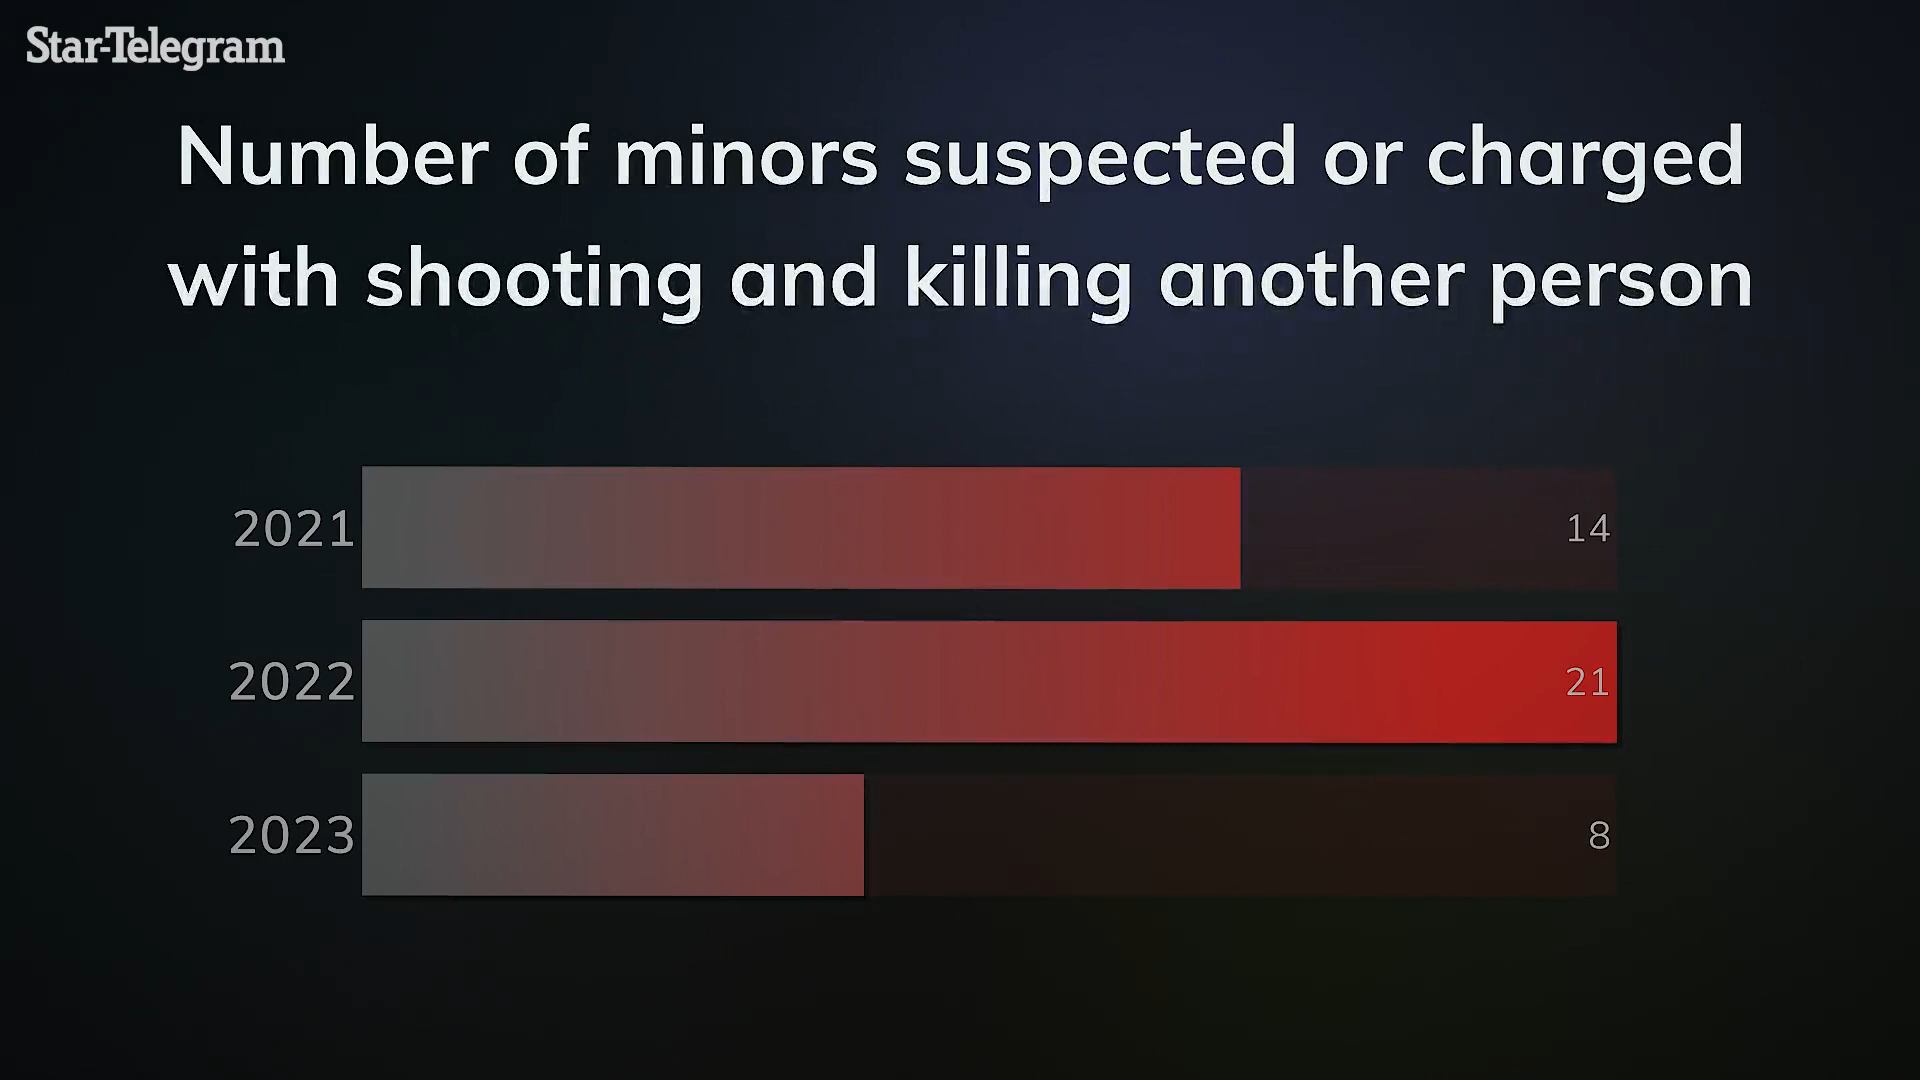 Star-Telegram
Number of minors suspected or charged
with shooting and killing another person
2021 14
2022 21
2023 8